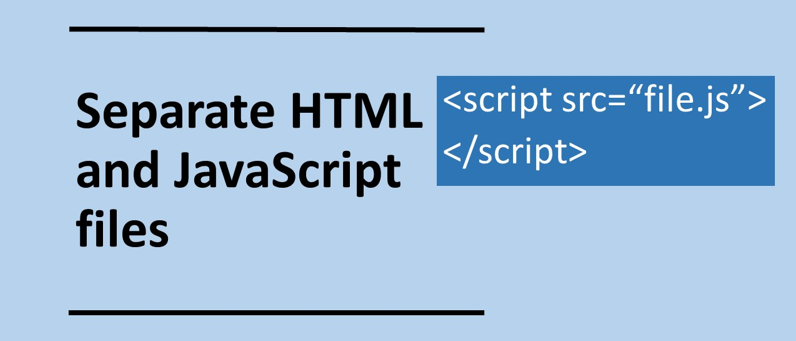 Separate HTML
and JavaScript
files
<script src=“file.js”>
</script>